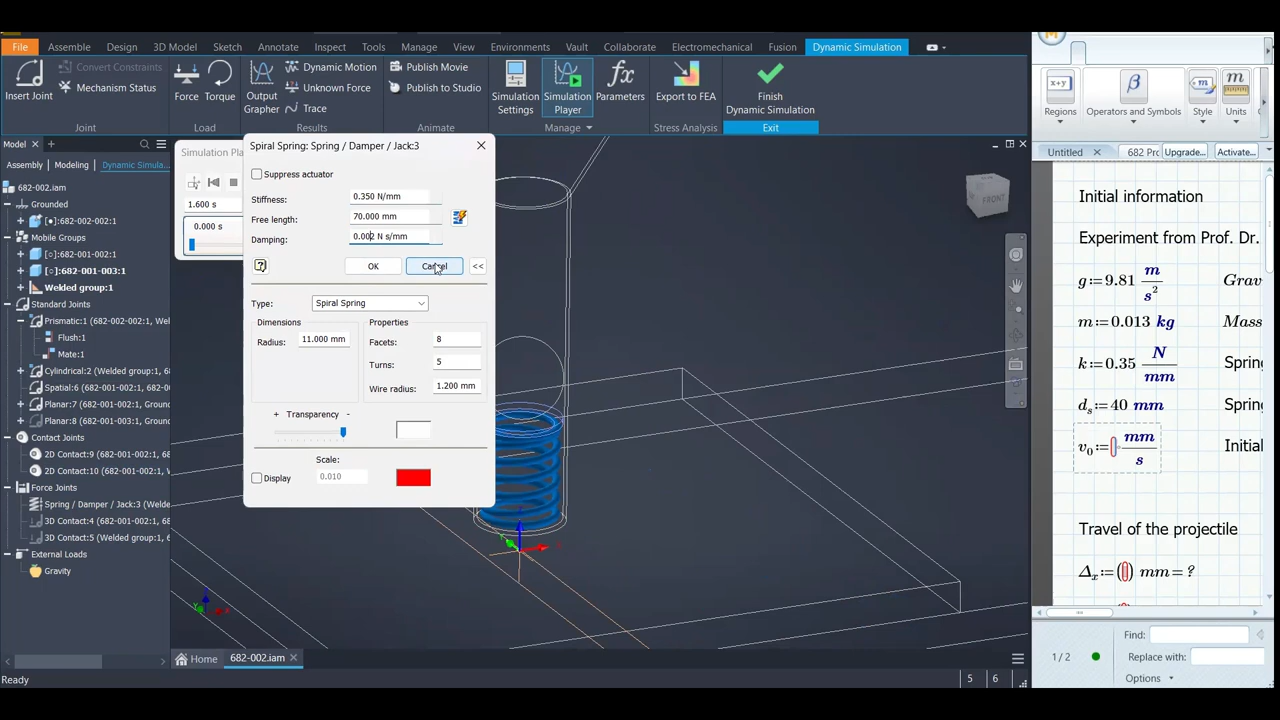 File Assembly Design 3D Model Sketch Annotate Inspect Tools Manage View Environments Vault Collaborate Electromechanical Fusion Dynamic Simulation
Insert Joint
Convert Constraints
Mechanism Status
Joint
Force
Torque
Load
Output Grapher
Dynamic Motion
Unknown Force
Trace
Results
Publish Movie
Publish to Studio
Animate
Simulation Settings
Simulation Player
Parameters
Manage
Export to FEA
Stress Analysis
Finish Dynamic Simulation
Exit
Model
Assembly Modeling Dynamic Simula...
682-002.iam
Grounded
[•]:682-002-002:1
Mobile Groups
[○]:682-001-002:1
[○]:682-001-003:1
Welded group:1
Standard Joints
Prismatic:1 (682-002-002:1, Wel
Flush:1
Mate:1
Cylindrical:2 (Welded group:1, 6
Spatial:6 (682-001-002:1, Welde
Planar:7 (682-001-002:1, Ground
Planar:8 (682-001-003:1, Ground
Contact Joints
2D Contact:9 (682-001-002:1, W
2D Contact:10 (682-001-002:1,
Force Joints
Spring / Damper / Jack:3 (Welde
3D Contact:4 (682-001-002:1, 6
3D Contact:5 (Welded group:1,
External Loads
Gravity
Simulation Pla
1.600 s
0.000 s
Spiral Spring: Spring / Damper / Jack:3
Suppress actuator
Stiffness: 0.350 N/mm
Free length: 70.000 mm
Damping: 0.002 N s/mm
OK Cancel <<
Type: Spiral Spring
Dimensions
Radius: 11.000 mm
Properties
Facets: 8
Turns: 5
Wire radius: 1.200 mm
+ Transparency -
Display
Scale:
0.010
FRONT
Home 682-002.iam
Ready
5 6
Regions
Operators and Symbols
Style
Units
Untitled 682 Pro Upgrade... Activate...
Initial information
Experiment from Prof. Dr.
g:=9.81 m/s² Grav
m:=0.013 kg Mass
k:=0.35 N/mm Sprin
dₛ:=40 mm Sprin
v₀:= mm/s Initial
Travel of the projectile
Δₓ:=() mm=?
Find:
1 / 2
Replace with:
Options